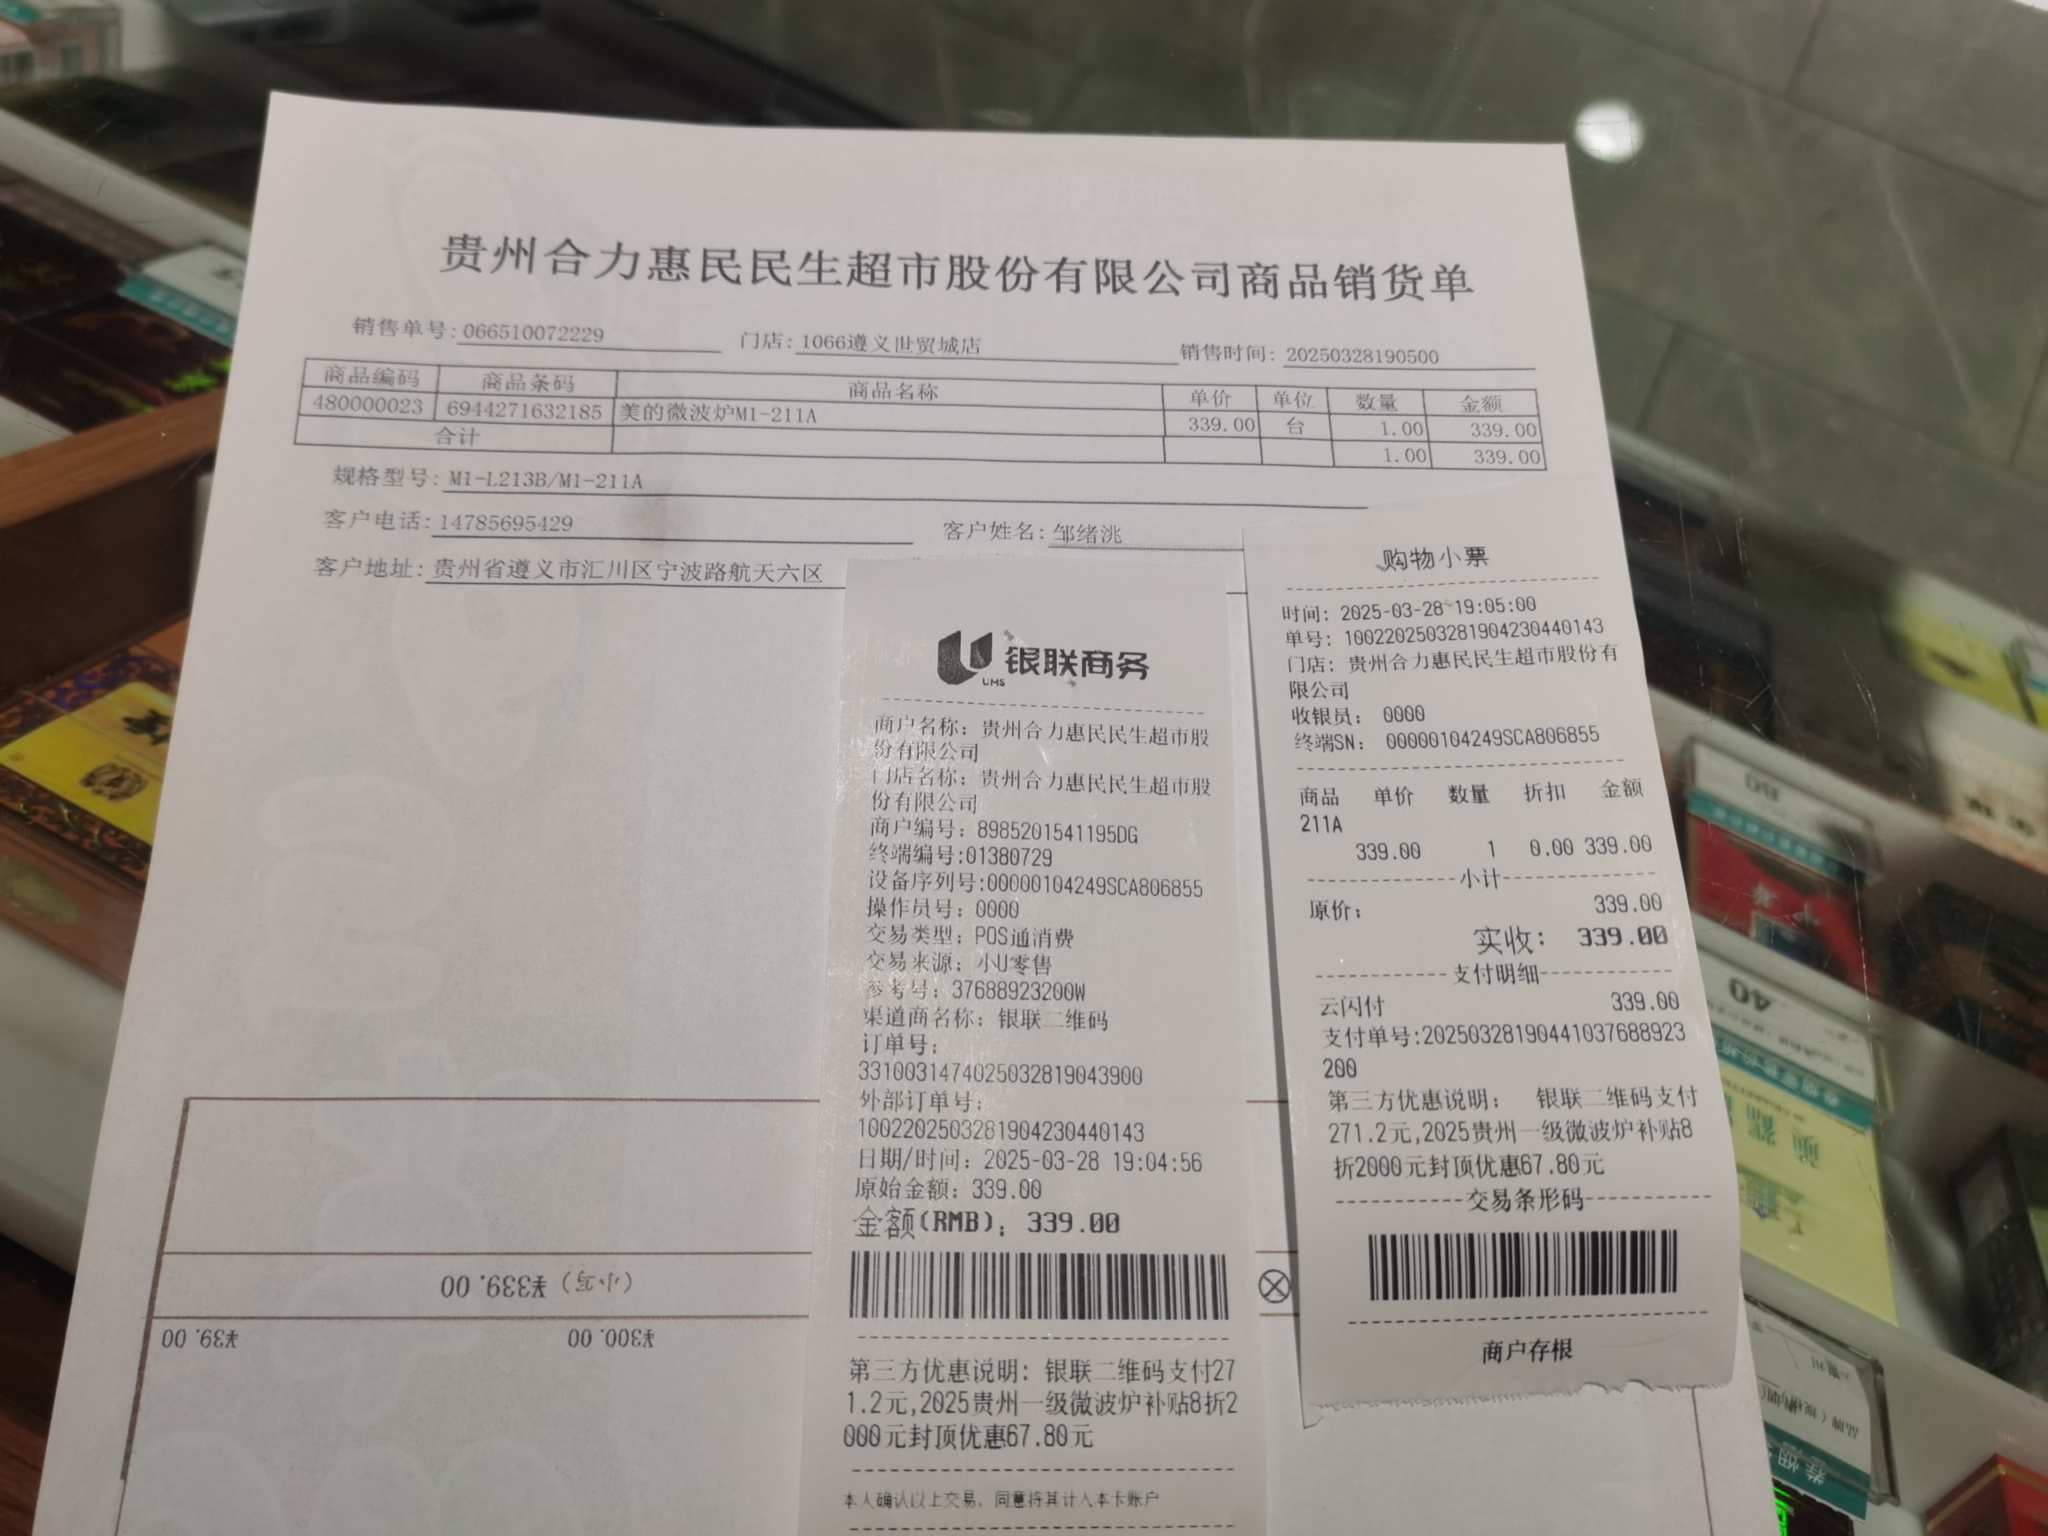 贵州合力惠民民生超市股份有限公司商品销货单
销售单号:066510072229 门店:1066遵义世贸城店 销售时间:20250328190500
商品编码 商品条码 商品名称 单价 单位 数量 金额
480000023 6944271632185 美的微波炉M1-211A 339.00 台 1.00 339.00
合计 1.00 339.00
规格型号:M1-L213B/M1-211A
客户电话:14785695429 客户姓名:邹绪洮
客户地址:贵州省遵义市汇川区宁波路航天六区
银联商务
UMS
商户名称：贵州合力惠民民生超市股
份有限公司
门店名称：贵州合力惠民民生超市股
份有限公司
商户编号：8985201541195DG
终端编号:01380729
设备序列号:00000104249SCA806855
操作员号：0000
交易类型：POS通消费
交易来源：小U零售
参考号：37688923200W
渠道商名称：银联二维码
订单号：
3310031474025032819043900
外部订单号：
1002202503281904230440143
日期/时间：2025-03-28 19:04:56
原始金额：339.00
金额(RMB)：339.00
第三方优惠说明：银联二维码支付27
1.2元,2025贵州一级微波炉补贴8折2
000元封顶优惠67.80元
本人确认以上交易，同意将其计入本卡账户
购物小票
时间：2025-03-28 19:05:00
单号：1002202503281904230440143
门店：贵州合力惠民民生超市股份有
限公司
收银员：0000
终端SN：00000104249SCA806855
商品 单价 数量 折扣 金额
211A
339.00 1 0.00 339.00
小计
原价：339.00
实收：339.00
支付明细
云闪付 339.00
支付单号:20250328190441037688923
200
第三方优惠说明：银联二维码支付
271.2元,2025贵州一级微波炉补贴8
折2000元封顶优惠67.80元
交易条形码
商户存根
(小写) ¥339.00
¥300.00 ¥39.00
40